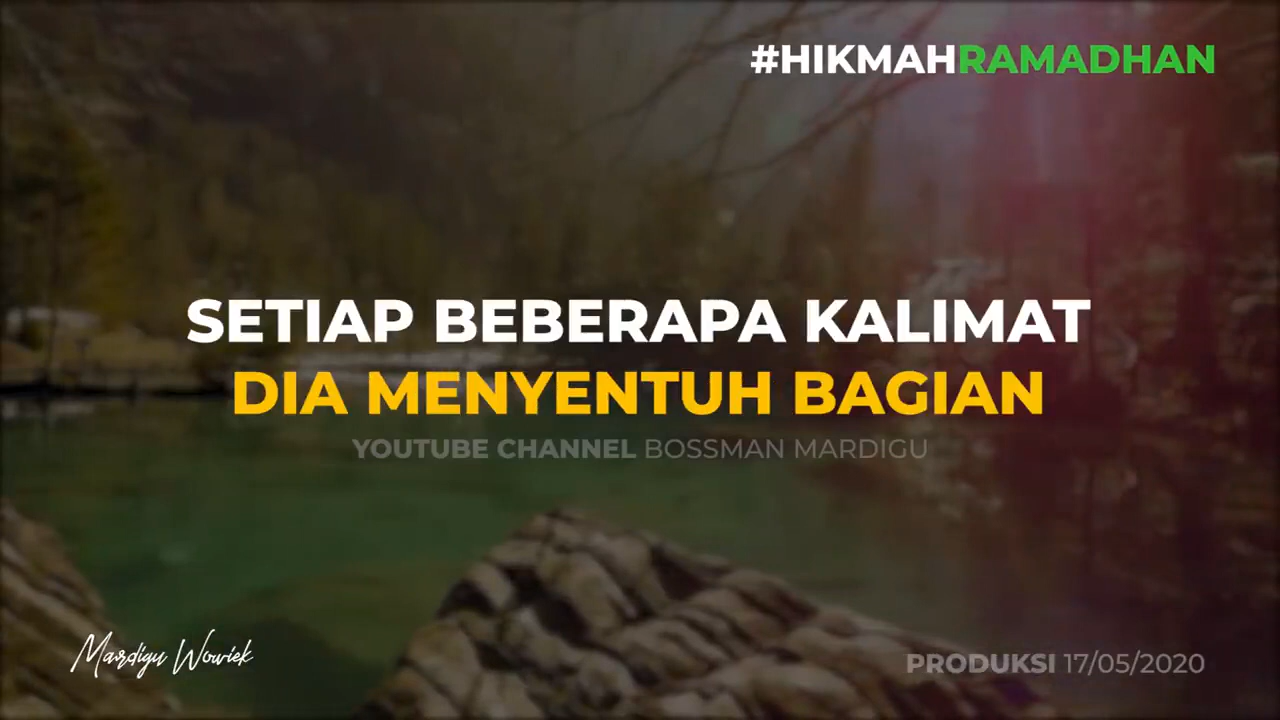 #HIKMAHRAMADHAN
SETIAP BEBERAPA KALIMAT
DIA MENYENTUH BAGIAN
YOUTUBE CHANNEL BOSSMAN MARDIGU
Mardigu Wowiek
PRODUKSI 17/05/2020